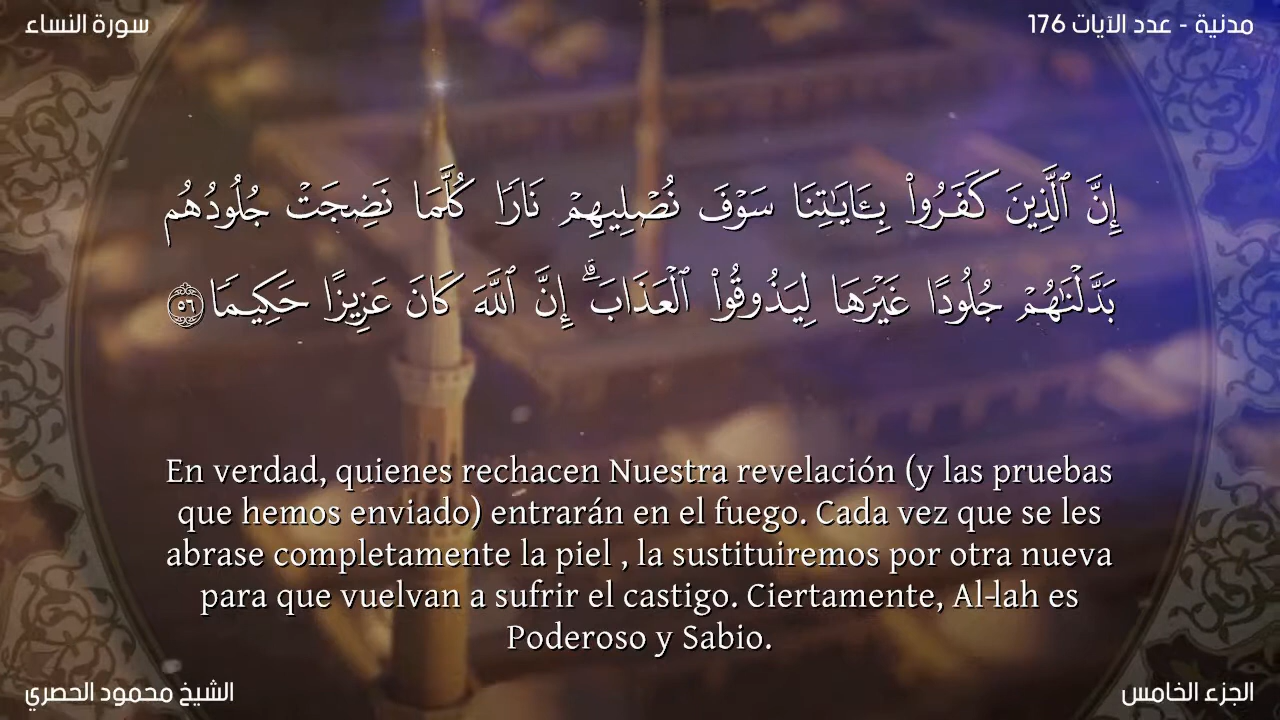 سورة النساء
مدنية - عدد الآيات 176
إِنَّ ٱلَّذِينَ كَفَرُوا۟ بِـَٔايَـٰتِنَا سَوْفَ نُصْلِيهِمْ نَارًا كُلَّمَا نَضِجَتْ جُلُودُهُم
بَدَّلْنَـٰهُمْ جُلُودًا غَيْرَهَا لِيَذُوقُوا۟ ٱلْعَذَابَ ۗ إِنَّ ٱللَّهَ كَانَ عَزِيزًا حَكِيمًا ٥٦
En verdad, quienes rechacen Nuestra revelación (y las pruebas
que hemos enviado) entrarán en el fuego. Cada vez que se les
abrase completamente la piel , la sustituiremos por otra nueva
para que vuelvan a sufrir el castigo. Ciertamente, Al-lah es
Poderoso y Sabio.
الشيخ محمود الحصري
الجزء الخامس